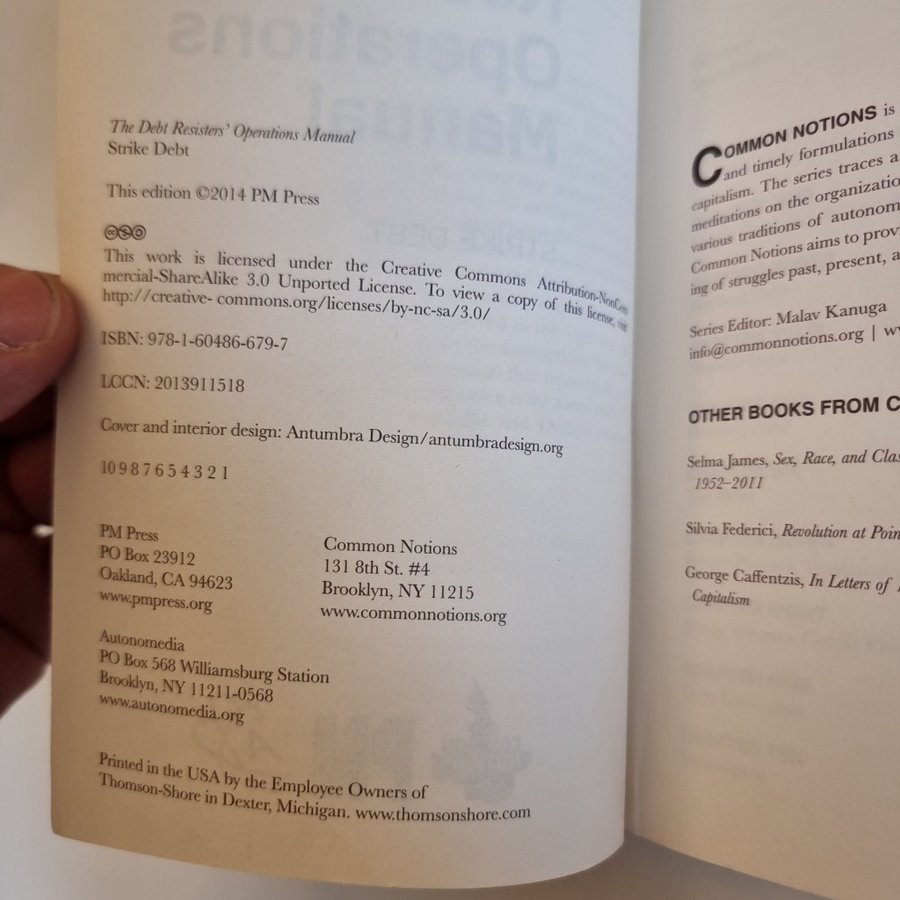 The Debt Resisters' Operations Manual
Strike Debt
This edition ©2014 PM Press
This work is licensed under the Creative Commons Attribution-NonCom
mercial-ShareAlike 3.0 Unported License. To view a copy of this license, visit
http://creative- commons.org/licenses/by-nc-sa/3.0/
ISBN: 978-1-60486-679-7
LCCN: 2013911518
Cover and interior design: Antumbra Design/antumbradesign.org
10 9 8 7 6 5 4 3 2 1
PM Press
PO Box 23912
Oakland, CA 94623
www.pmpress.org
Common Notions
131 8th St. #4
Brooklyn, NY 11215
www.commonnotions.org
Autonomedia
PO Box 568 Williamsburg Station
Brooklyn, NY 11211-0568
www.autonomedia.org
Printed in the USA by the Employee Owners of
Thomson-Shore in Dexter, Michigan. www.thomsonshore.com
COMMON NOTIONS is
and timely formulations
capitalism. The series traces a
meditations on the organizatio
various traditions of autonom
Common Notions aims to prov
ing of struggles past, present, a
Series Editor: Malav Kanuga
info@commonnotions.org | w
OTHER BOOKS FROM C
Selma James, Sex, Race, and Clas
1952–2011
Silvia Federici, Revolution at Poin
George Caffentzis, In Letters of
Capitalism